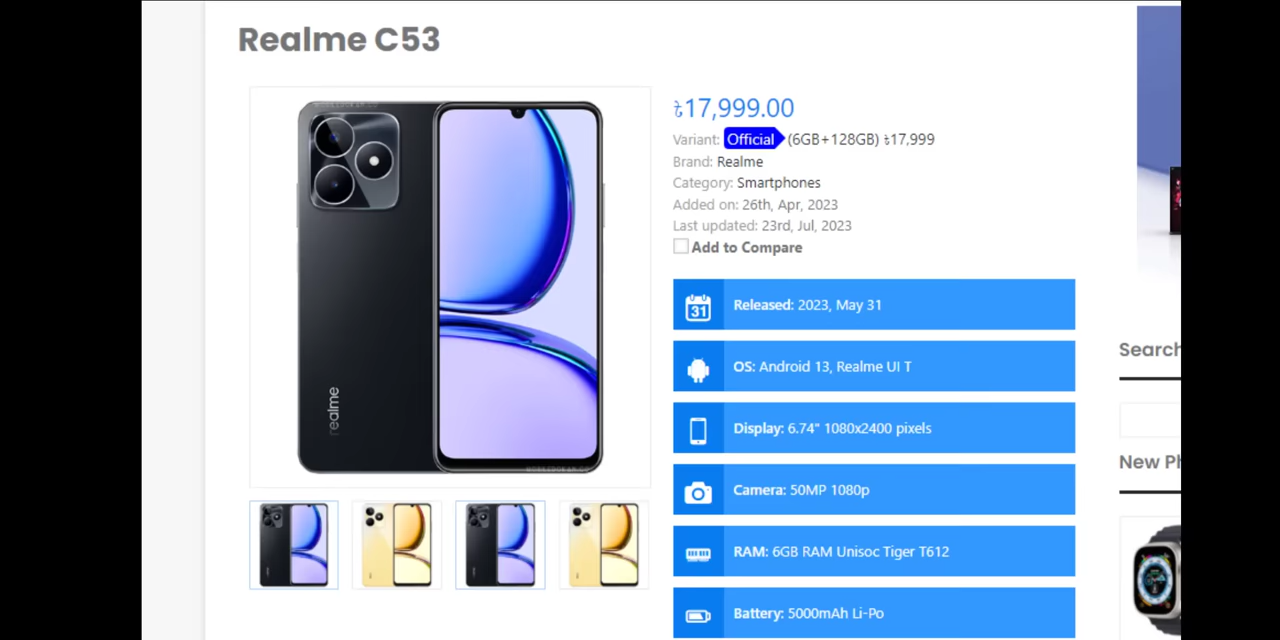 Realme C53
৳17,999.00
Variant: Official (6GB+128GB) ৳17,999
Brand: Realme
Category: Smartphones
Added on: 26th, Apr, 2023
Last updated: 23rd, Jul, 2023
Add to Compare
31 Released: 2023, May 31
OS: Android 13, Realme UI T
Display: 6.74" 1080x2400 pixels
Camera: 50MP 1080p
RAM: 6GB RAM Unisoc Tiger T612
Battery: 5000mAh Li-Po
realme
Search
New Ph